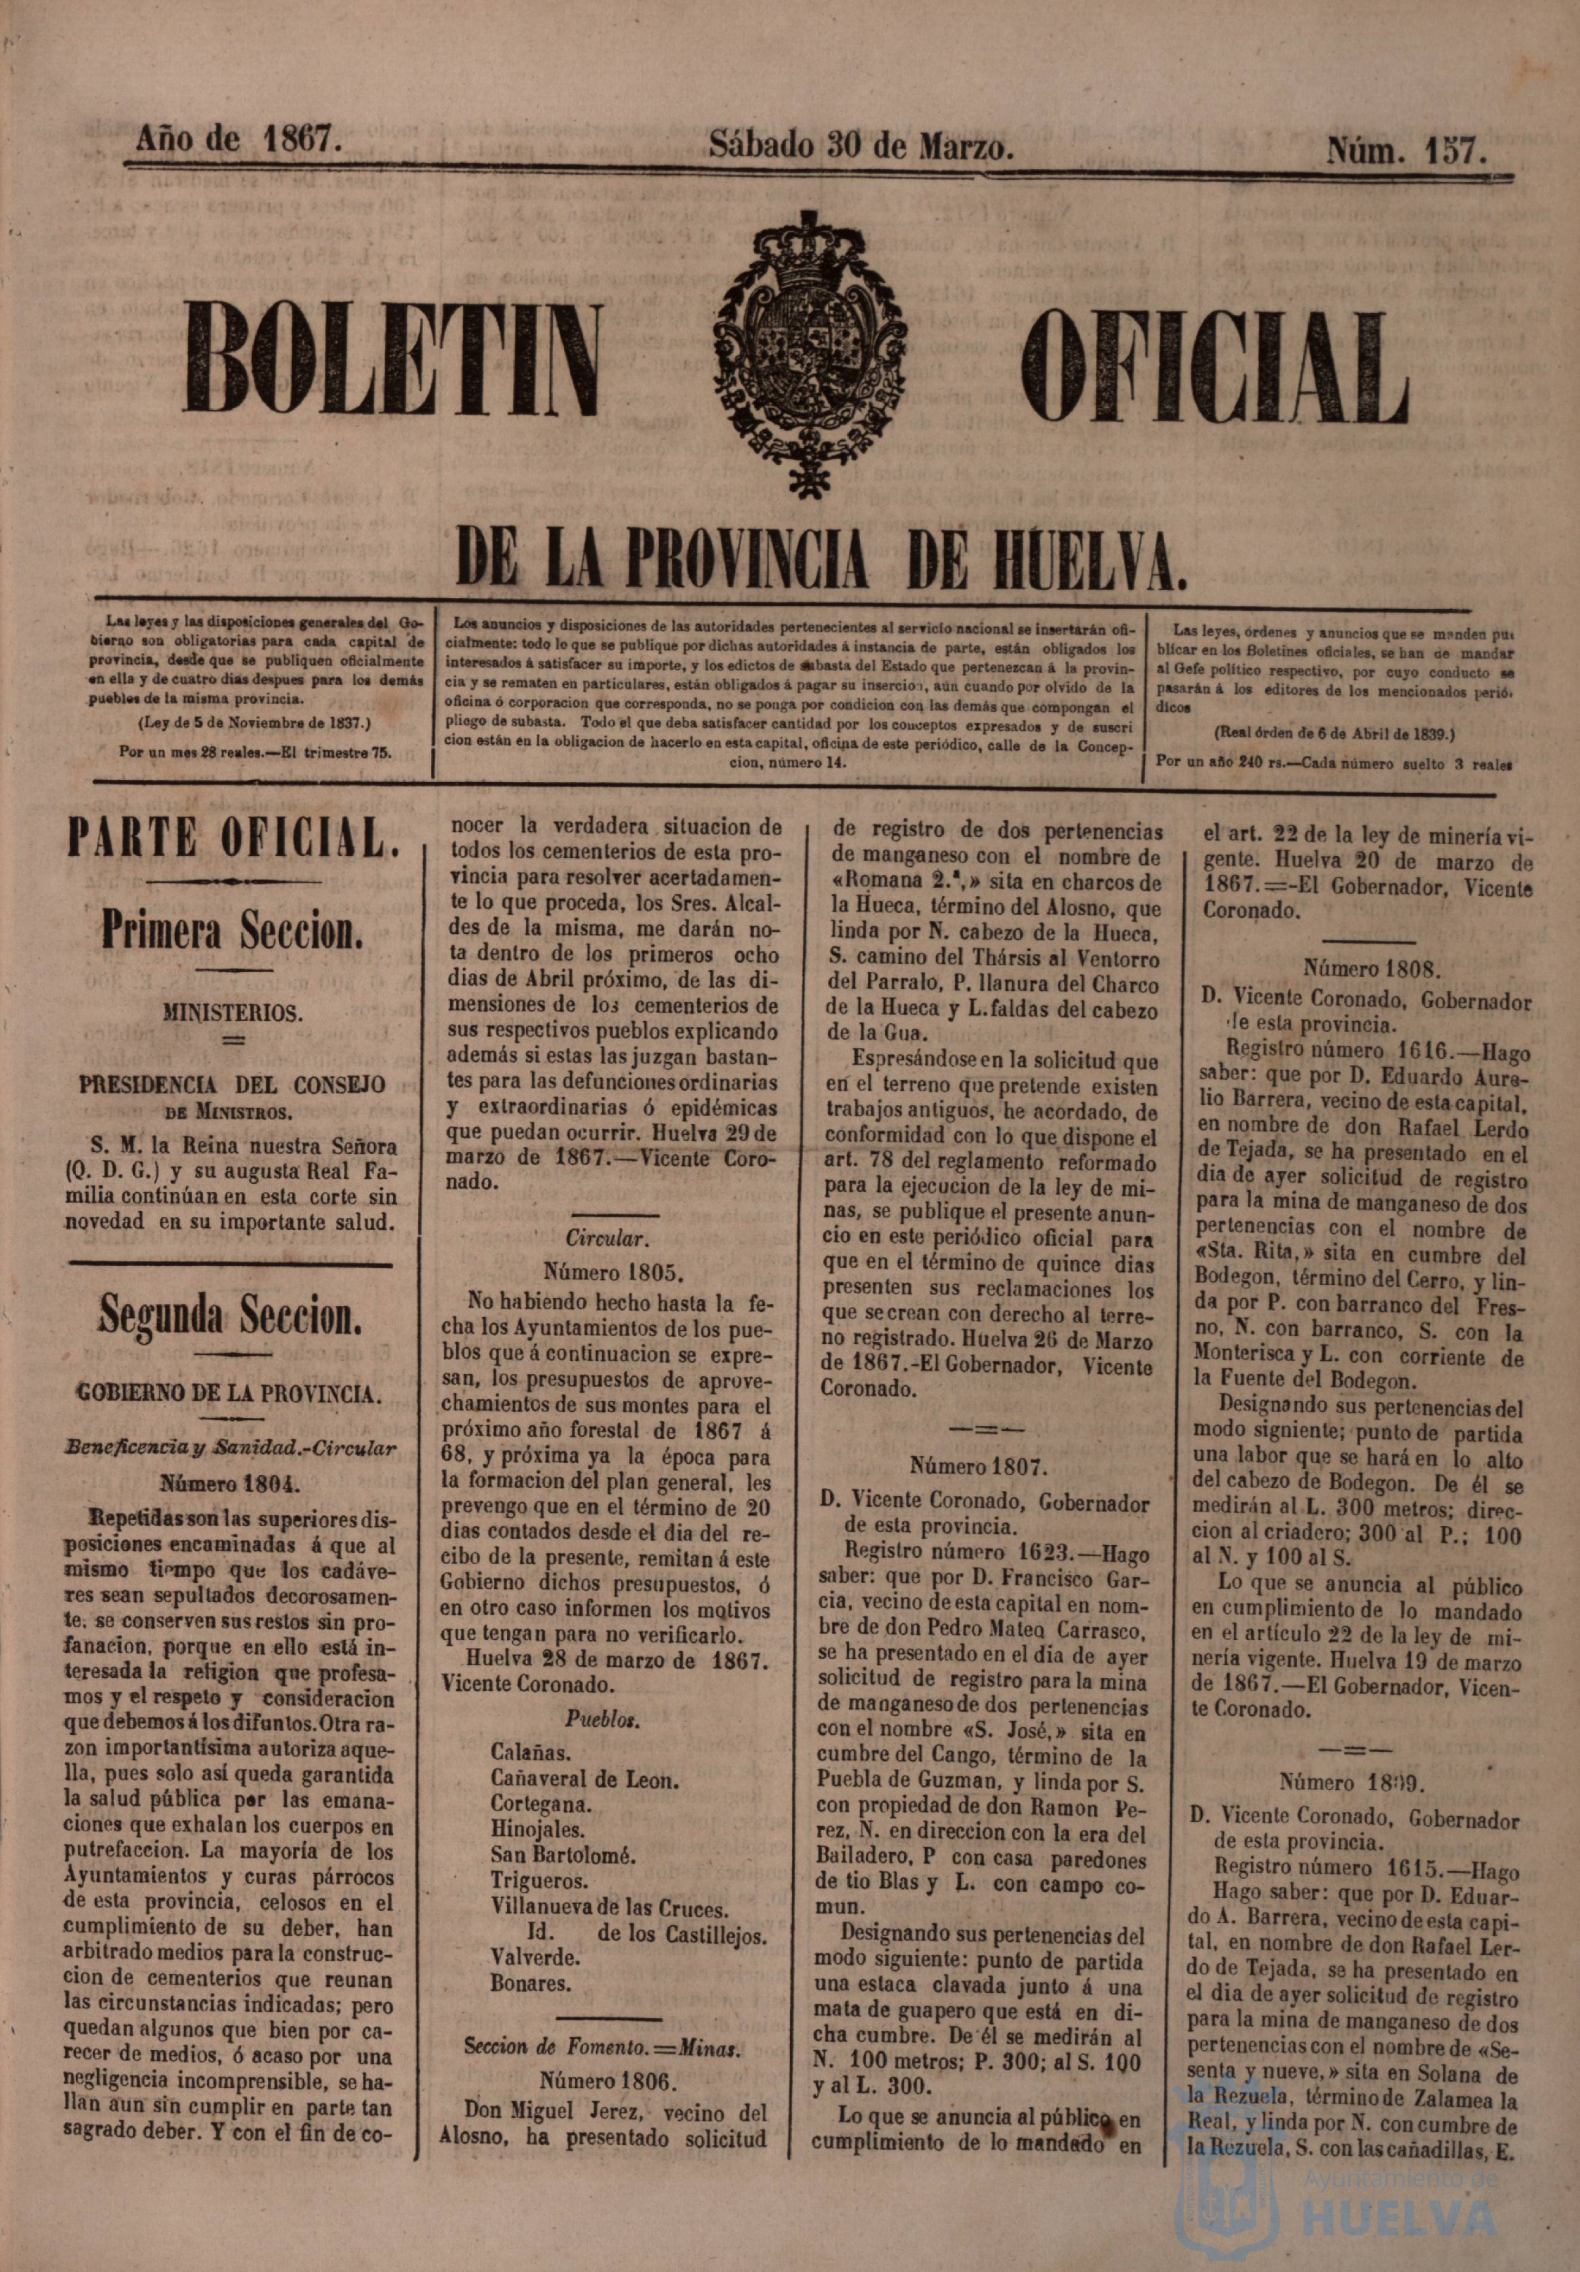 Año de 1867.
Sábado 30 de Marzo.
Núm. 157.
BOLETIN OFICIAL
DE LA PROVINCIA DE HUELVA.
Las leyes y las disposiciones generales del Go-
bierno son obligatorias para cada capital de
provincia, desde que se publiquen oficialmente
en ella y de cuatro dias despues para los demás
pueblos de la misma provincia.
(Ley de 5 de Noviembre de 1837.)
Por un mes 28 reales.—El trimestre 75.
Los anuncios y disposiciones de las autoridades pertenecientes al servicio nacional se insertarán ofi-
cialmente: todo lo que se publique por dichas autoridades á instancia de parte, están obligados los
interesados á satisfacer su importe, y los edictos de subasta del Estado que pertenezcan á la provin-
cia y se rematen en particulares, están obligados á pagar su insercion, aun cuando por olvido de la
oficina ó corporacion que corresponda, no se ponga por condicion con las demás que compongan el
pliego de subasta. Todo el que deba satisfacer cantidad por los conceptos expresados y de suscri
cion están en la obligacion de hacerlo en esta capital, oficina de este periódico, calle de la Concep-
cion, número 14.
Las leyes, órdenes y anuncios que se manden pu
blicar en los Boletines oficiales, se han de mandar
al Gefe político respectivo, por cuyo conducto se
pasarán á los editores de los mencionados perió-
dicos
(Real órden de 6 de Abril de 1839.)
Por un año 240 rs.—Cada número suelto 3 reales
PARTE OFICIAL.
Primera Seccion.
MINISTERIOS.
PRESIDENCIA DEL CONSEJO
DE MINISTROS.
S. M. la Reina nuestra Señora
(Q. D. G.) y su augusta Real Fa-
milia continúan en esta corte sin
novedad en su importante salud.
Segunda Seccion.
GOBIERNO DE LA PROVINCIA.
Beneficencia y Sanidad.-Circular
Número 1804.
Repetidas son las superiores dis-
posiciones encaminadas á que al
mismo tiempo que los cadáve-
res sean sepultados decorosamen-
te, se conserven sus restos sin pro-
fanacion, porque en ello está in-
teresada la religion que profesa-
mos y el respeto y consideracion
que debemos á los difuntos. Otra ra-
zon importantísima autoriza aque-
lla, pues solo así queda garantida
la salud pública por las emana-
ciones que exhalan los cuerpos en
putrefaccion. La mayoría de los
Ayuntamientos y curas párrocos
de esta provincia, celosos en el
cumplimiento de su deber, han
arbitrado medios para la construc-
cion de cementerios que reunan
las circunstancias indicadas; pero
quedan algunos que bien por ca-
recer de medios, ó acaso por una
negligencia incomprensible, se ha-
llan aun sin cumplir en parte tan
sagrado deber. Y con el fin de co-
nocer la verdadera situacion de
todos los cementerios de esta pro-
vincia para resolver acertadamen-
te lo que proceda, los Sres. Alcal-
des de la misma, me darán no-
ta dentro de los primeros ocho
dias de Abril próximo, de las di-
mensiones de los cementerios de
sus respectivos pueblos explicando
además si estas las juzgan bastan-
tes para las defunciones ordinarias
y extraordinarias ó epidémicas
que puedan ocurrir. Huelva 29 de
marzo de 1867.—Vicente Coro-
nado.
Circular.
Número 1805.
No habiendo hecho hasta la fe-
cha los Ayuntamientos de los pue-
blos que á continuacion se expre-
san, los presupuestos de aprove-
chamientos de sus montes para el
próximo año forestal de 1867 á
68, y próxima ya la época para
la formacion del plan general, les
prevengo que en el término de 20
dias contados desde el dia del re-
cibo de la presente, remitan á este
Gobierno dichos presupuestos, ó
en otro caso informen los motivos
que tengan para no verificarlo.
Huelva 28 de marzo de 1867.
Vicente Coronado.
Pueblos.
Calañas.
Cañaveral de Leon.
Cortegana.
Hinojales.
San Bartolomé.
Trigueros.
Villanueva de las Cruces.
Id. de los Castillejos.
Valverde.
Bonares.
Seccion de Fomento.=Minas.
Número 1806.
Don Miguel Jerez, vecino del
Alosno, ha presentado solicitud
de registro de dos pertenencias
de manganeso con el nombre de
«Romana 2.ª,» sita en charcos de
la Hueca, término del Alosno, que
linda por N. cabezo de la Hueca,
S. camino del Thársis al Ventorro
del Parralo, P. llanura del Charco
de la Hueca y L. faldas del cabezo
de la Gua.
Espresándose en la solicitud que
en el terreno que pretende existen
trabajos antiguos, he acordado, de
conformidad con lo que dispone el
art. 78 del reglamento reformado
para la ejecucion de la ley de mi-
nas, se publique el presente anun-
cio en este periódico oficial para
que en el término de quince dias
presenten sus reclamaciones los
que se crean con derecho al terre-
no registrado. Huelva 26 de Marzo
de 1867.-El Gobernador, Vicente
Coronado.
Número 1807.
D. Vicente Coronado, Gobernador
de esta provincia.
Registro número 1623.—Hago
saber: que por D. Francisco Gar-
cia, vecino de esta capital en nom-
bre de don Pedro Mateo Carrasco,
se ha presentado en el dia de ayer
solicitud de registro para la mina
de manganeso de dos pertenencias
con el nombre «S. José,» sita en
cumbre del Cango, término de la
Puebla de Guzman, y linda por S.
con propiedad de don Ramon Pe-
rez, N. en direccion con la era del
Bailadero, P con casa paredones
de tio Blas y L. con campo co-
mun.
Designando sus pertenencias del
modo siguiente: punto de partida
una estaca clavada junto á una
mata de guapero que está en di-
cha cumbre. De él se medirán al
N. 100 metros; P. 300; al S. 100
y al L. 300.
Lo que se anuncia al público en
cumplimiento de lo mandado en
el art. 22 de la ley de minería vi-
gente. Huelva 20 de marzo de
1867.=-El Gobernador, Vicente
Coronado.
Número 1808.
D. Vicente Coronado, Gobernador
de esta provincia.
Registro número 1616.—Hago
saber: que por D. Eduardo Aure-
lio Barrera, vecino de esta capital,
en nombre de don Rafael Lerdo
de Tejada, se ha presentado en el
dia de ayer solicitud de registro
para la mina de manganeso de dos
pertenencias con el nombre de
«Sta. Rita,» sita en cumbre del
Bodegon, término del Cerro, y lin-
da por P. con barranco del Fres-
no, N. con barranco, S. con la
Monterisca y L. con corriente de
la Fuente del Bodegon.
Designando sus pertenencias del
modo signiente; punto de partida
una labor que se hará en lo alto
del cabezo de Bodegon. De él se
medirán al L. 300 metros; direc-
cion al criadero; 300 al P.; 100
al N. y 100 al S.
Lo que se anuncia al público
en cumplimiento de lo mandado
en el artículo 22 de la ley de mi-
nería vigente. Huelva 19 de marzo
de 1867.—El Gobernador, Vicen-
te Coronado.
Número 1809.
D. Vicente Coronado, Gobernador
de esta provincia.
Registro número 1615.—Hago
Hago saber: que por D. Eduar-
do A. Barrera, vecino de esta capi-
tal, en nombre de don Rafael Ler-
do de Tejada, se ha presentado en
el dia de ayer solicitud de registro
para la mina de manganeso de dos
pertenencias con el nombre de «Se-
senta y nueve,» sita en Solana de
la Rezuela, término de Zalamea la
Real, y linda por N. con cumbre de
la Rezuela, S. con las cañadillas, E.
Ayuntamiento de
HUELVA